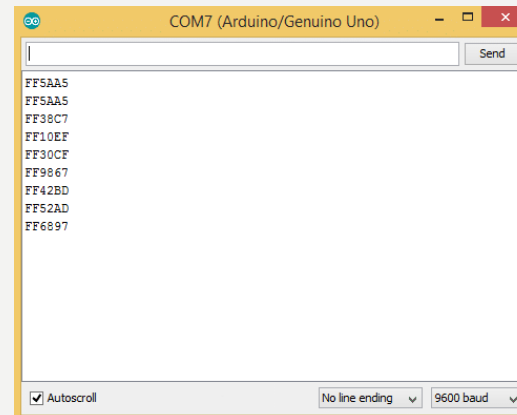 COM7 (Arduino/Genuino Uno)
Send
FF5AA5
FF5AA5
FF38C7
FF10EF
FF30CF
FF9867
FF42BD
FF52AD
FF6897
Autoscroll
No line ending
9600 baud